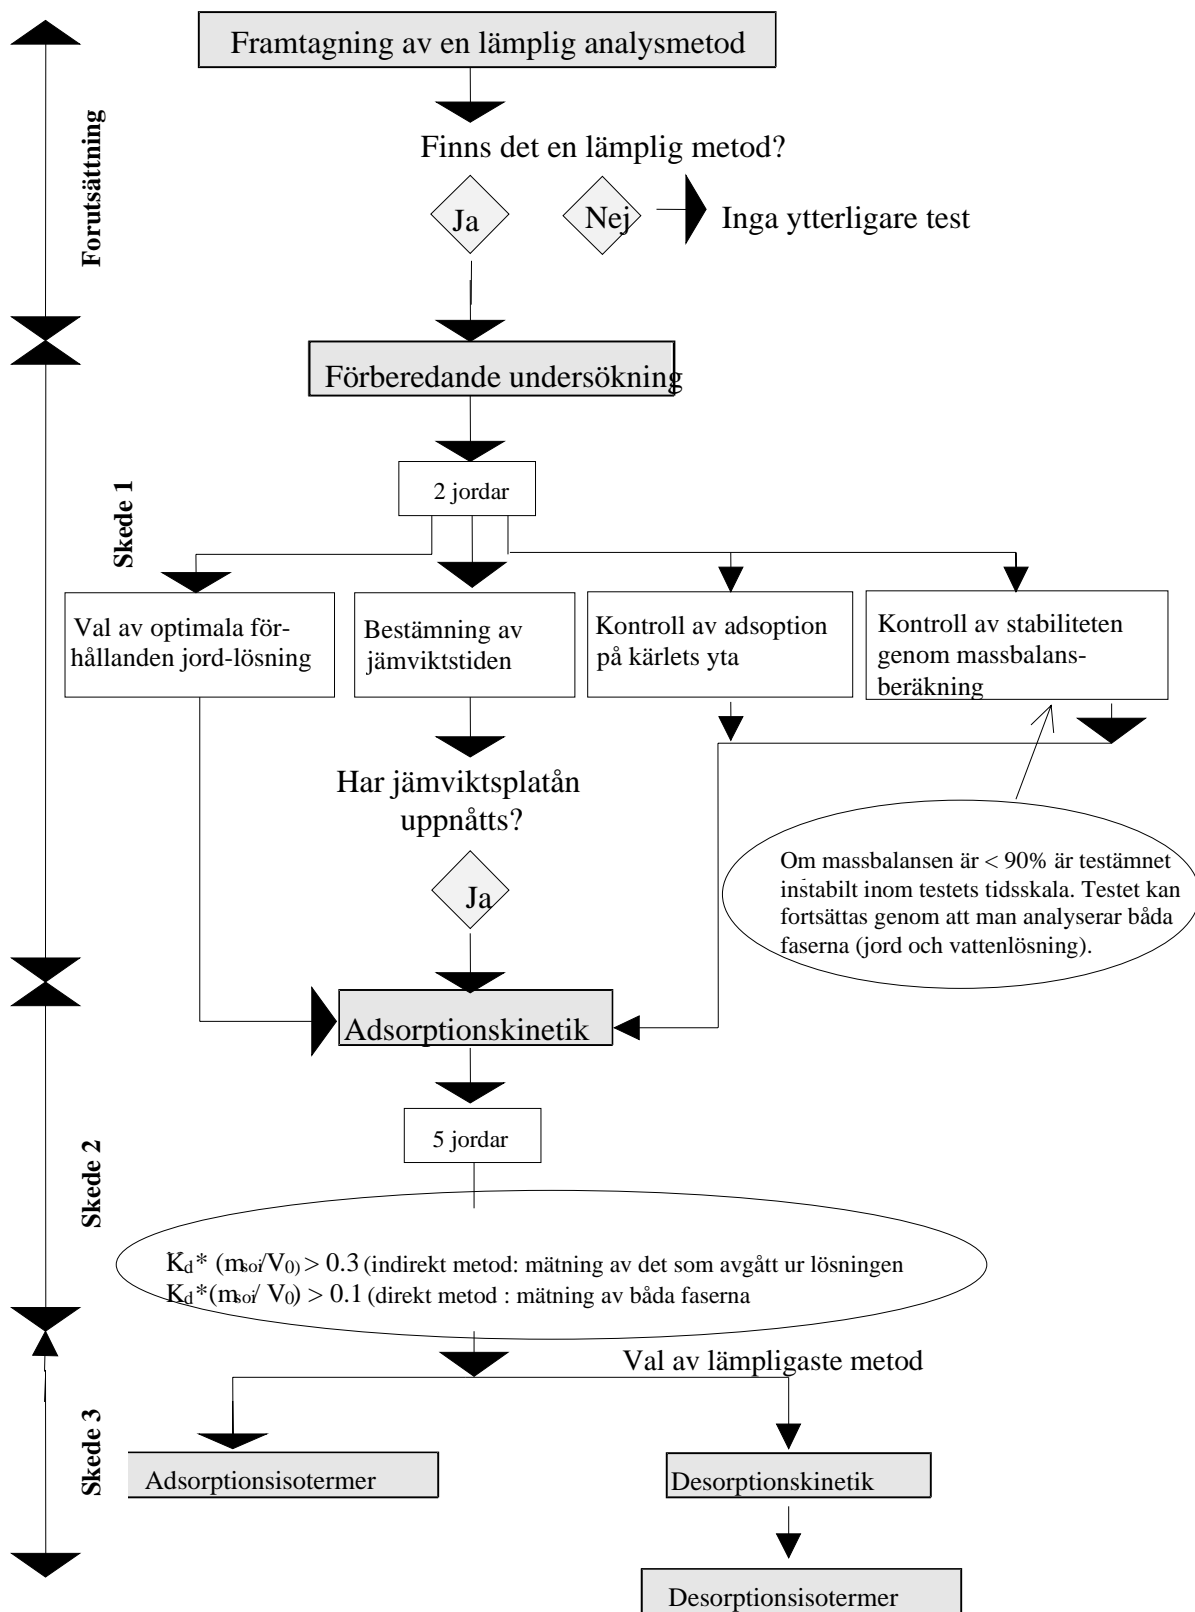 Framtagning av en lämplig analysmetod
Finns det en lämplig metod?
Forutsättning
Ja
Nej
Inga ytterligare test
Förberedande undersökning
2 jordar
Skede 1
Val av optimala för-
hållanden jord-lösning
Bestämning av
jämviktstiden
Kontroll av adsoption
på kärlets yta
Kontroll av stabiliteten
genom massbalans-
beräkning
Har jämviktsplatån
uppnåtts?
Ja
Om massbalansen är < 90% är testämnet
instabilt inom testets tidsskala. Testet kan
fortsättas genom att man analyserar båda
faserna (jord och vattenlösning).
Adsorptionskinetik
5 jordar
Skede 2
Kd* (msoi/V0) > 0.3 (indirekt metod: mätning av det som avgått ur lösningen
Kd*(msoi/ V0) > 0.1 (direkt metod : mätning av båda faserna
Val av lämpligaste metod
Skede 3
Adsorptionsisotermer
Desorptionskinetik
Desorptionsisotermer